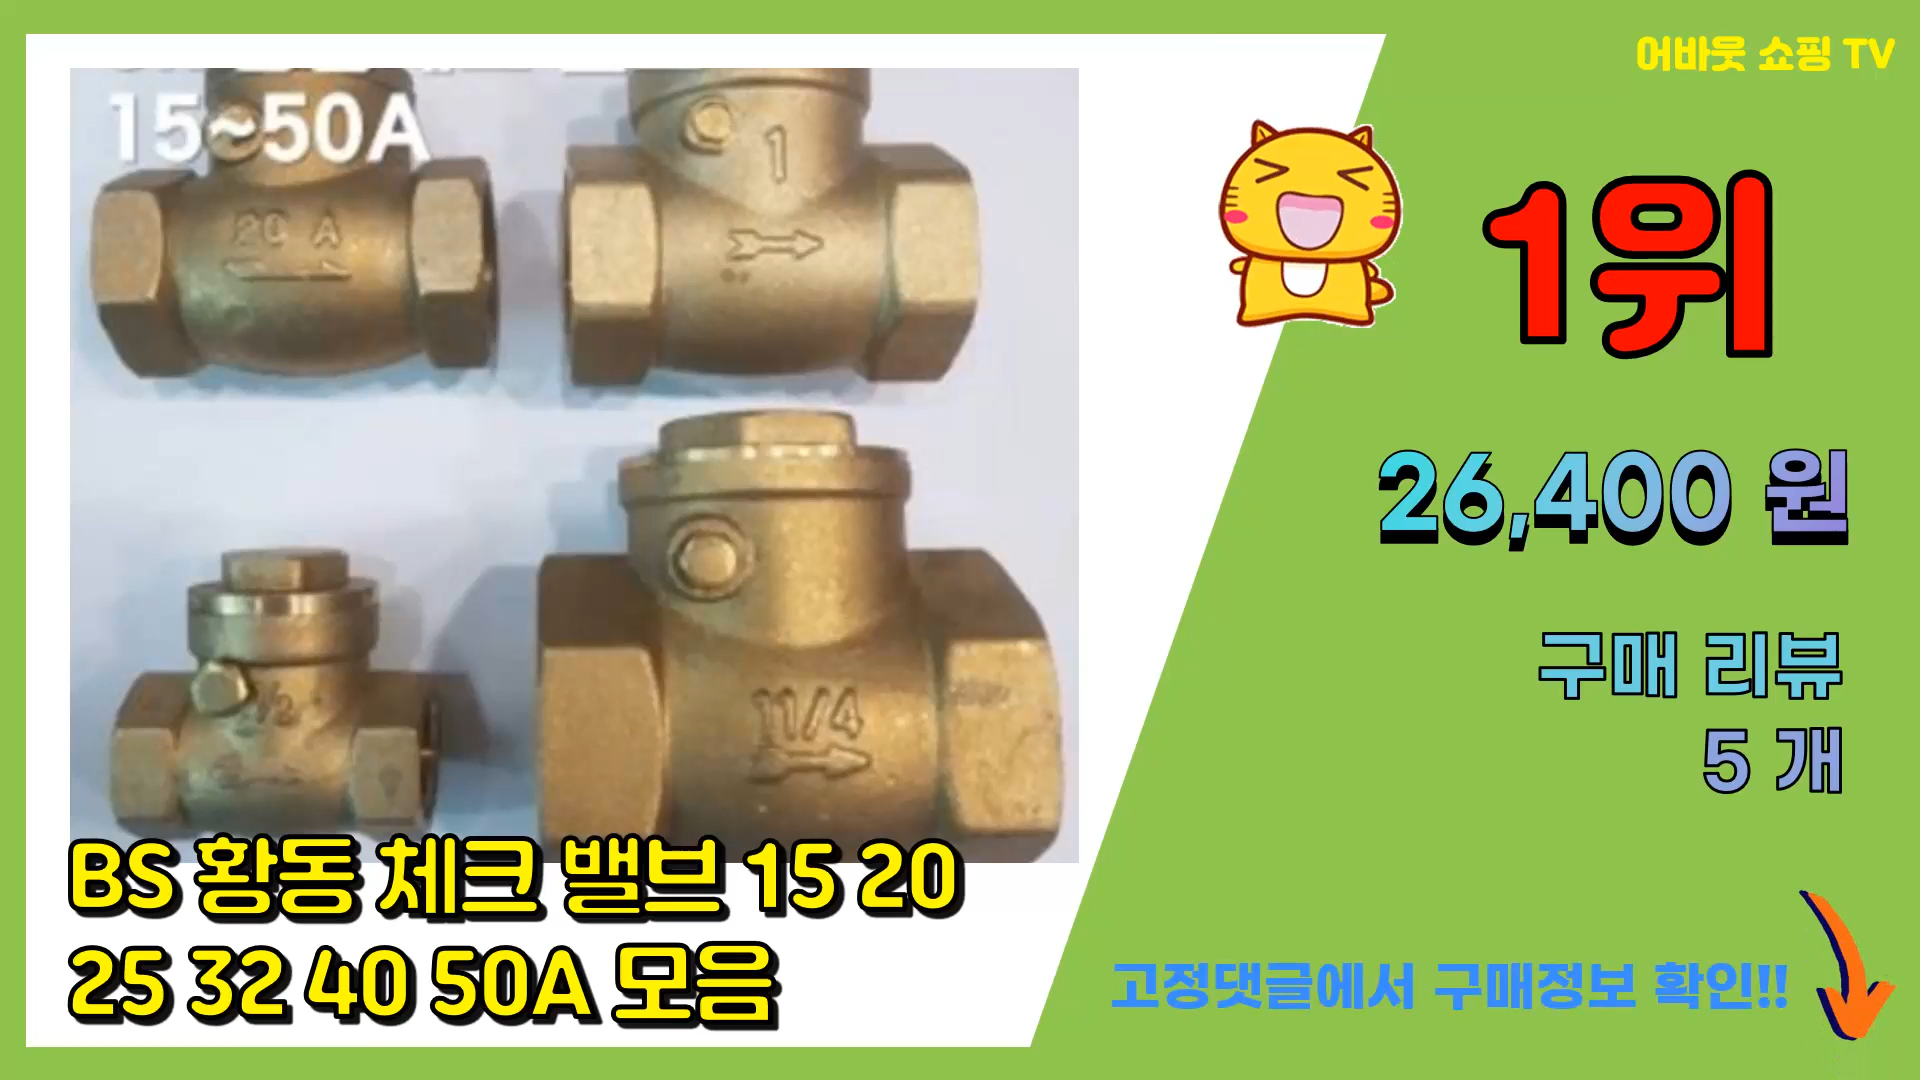 어바웃 쇼핑 TV
15~50A
20 A
1
1/2
11/4
1위
26,400 원
구매 리뷰
5 개
BS 황동 체크 밸브 15 20
25 32 40 50A 모음
고정댓글에서 구매정보 확인!!